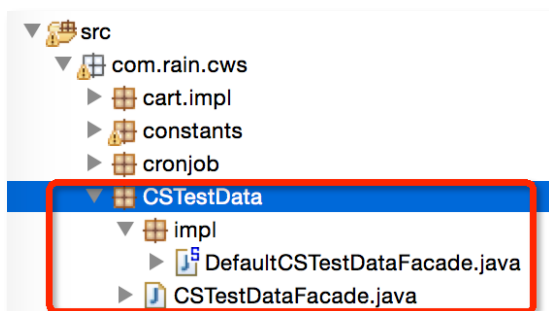 src
com.rain.cws
cart.impl
constants
cronjob
CSTestData
impl
DefaultCSTestDataFacade.java
CSTestDataFacade.java